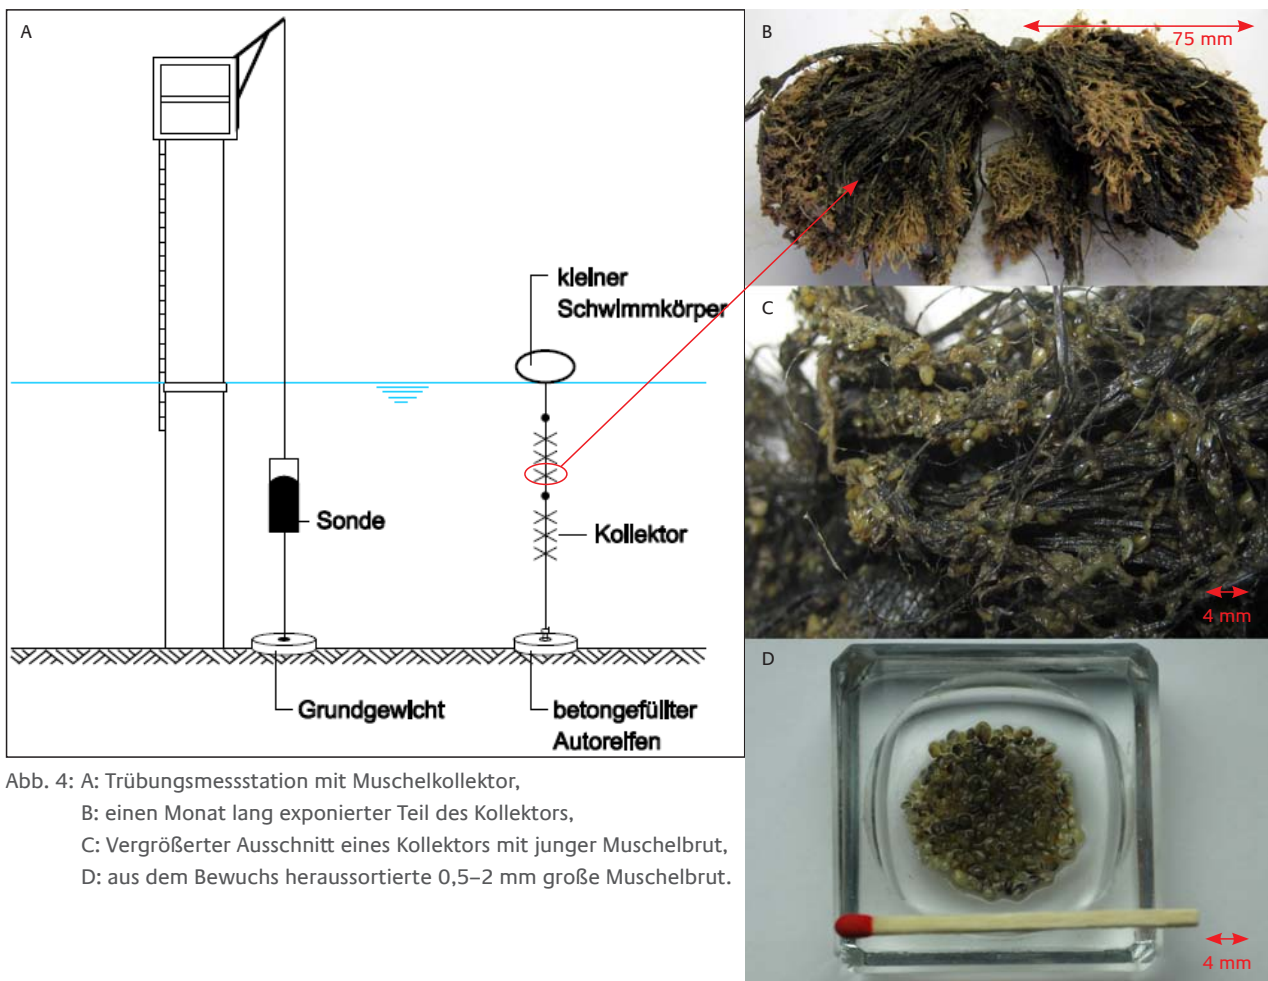 A
kleiner
Schwimmkörper
Sonde
Kollektor
Grundgewicht
betongefüllter
Autoreifen
B
75 mm
C
4 mm
D
4 mm
Abb. 4: A: Trübungsmessstation mit Muschelkollektor,
B: einen Monat lang exponierter Teil des Kollektors,
C: Vergrößerter Ausschnitt eines Kollektors mit junger Muschelbrut,
D: aus dem Bewuchs heraussortierte 0,5–2 mm große Muschelbrut.